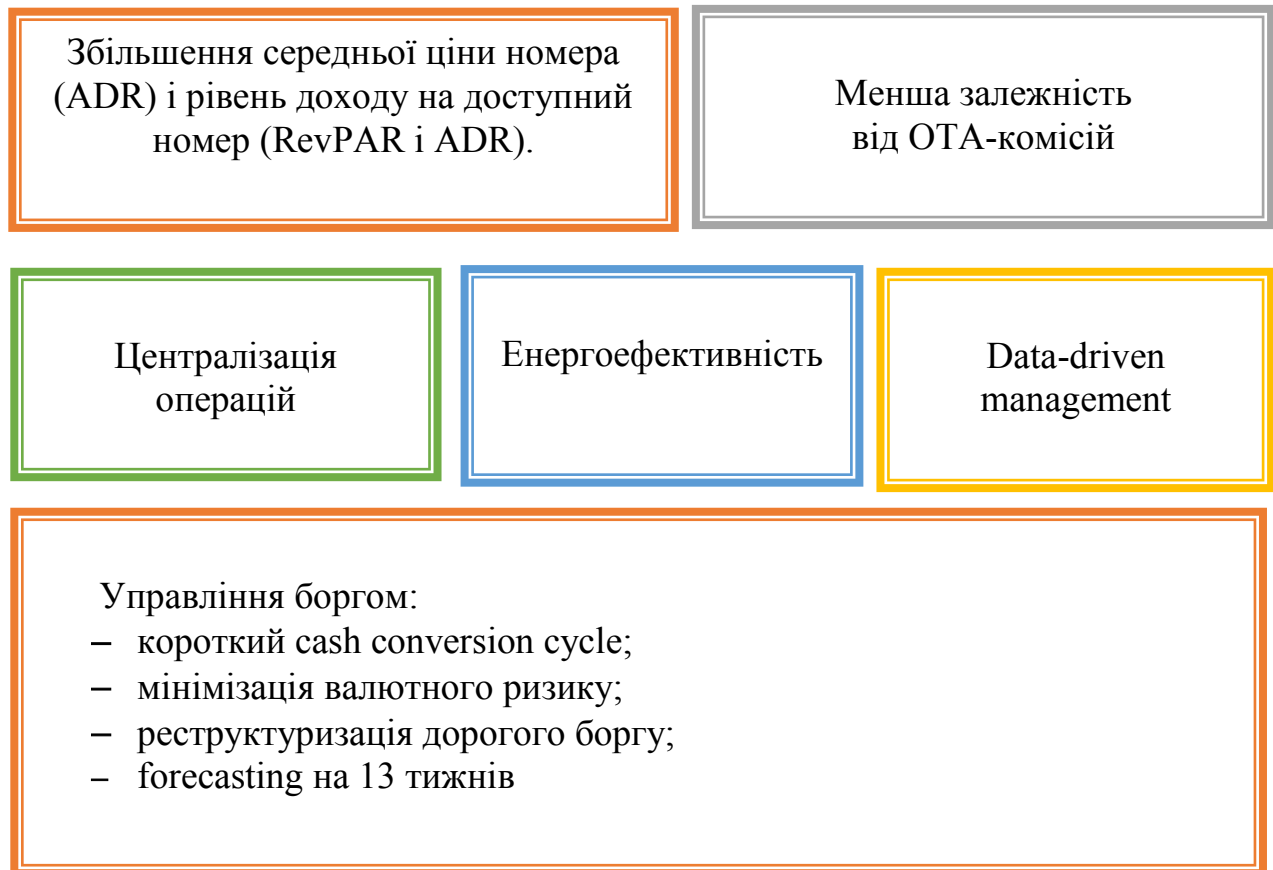 Збільшення середньої ціни номера
(ADR) і рівень доходу на доступний
номер (RevPAR і ADR).
Менша залежність
від ОТА-комісій
Централізація
операцій
Енергоефективність
Data-driven
management
Управління боргом:
– короткий cash conversion cycle;
– мінімізація валютного ризику;
– реструктуризація дорогого боргу;
– forecasting на 13 тижнів